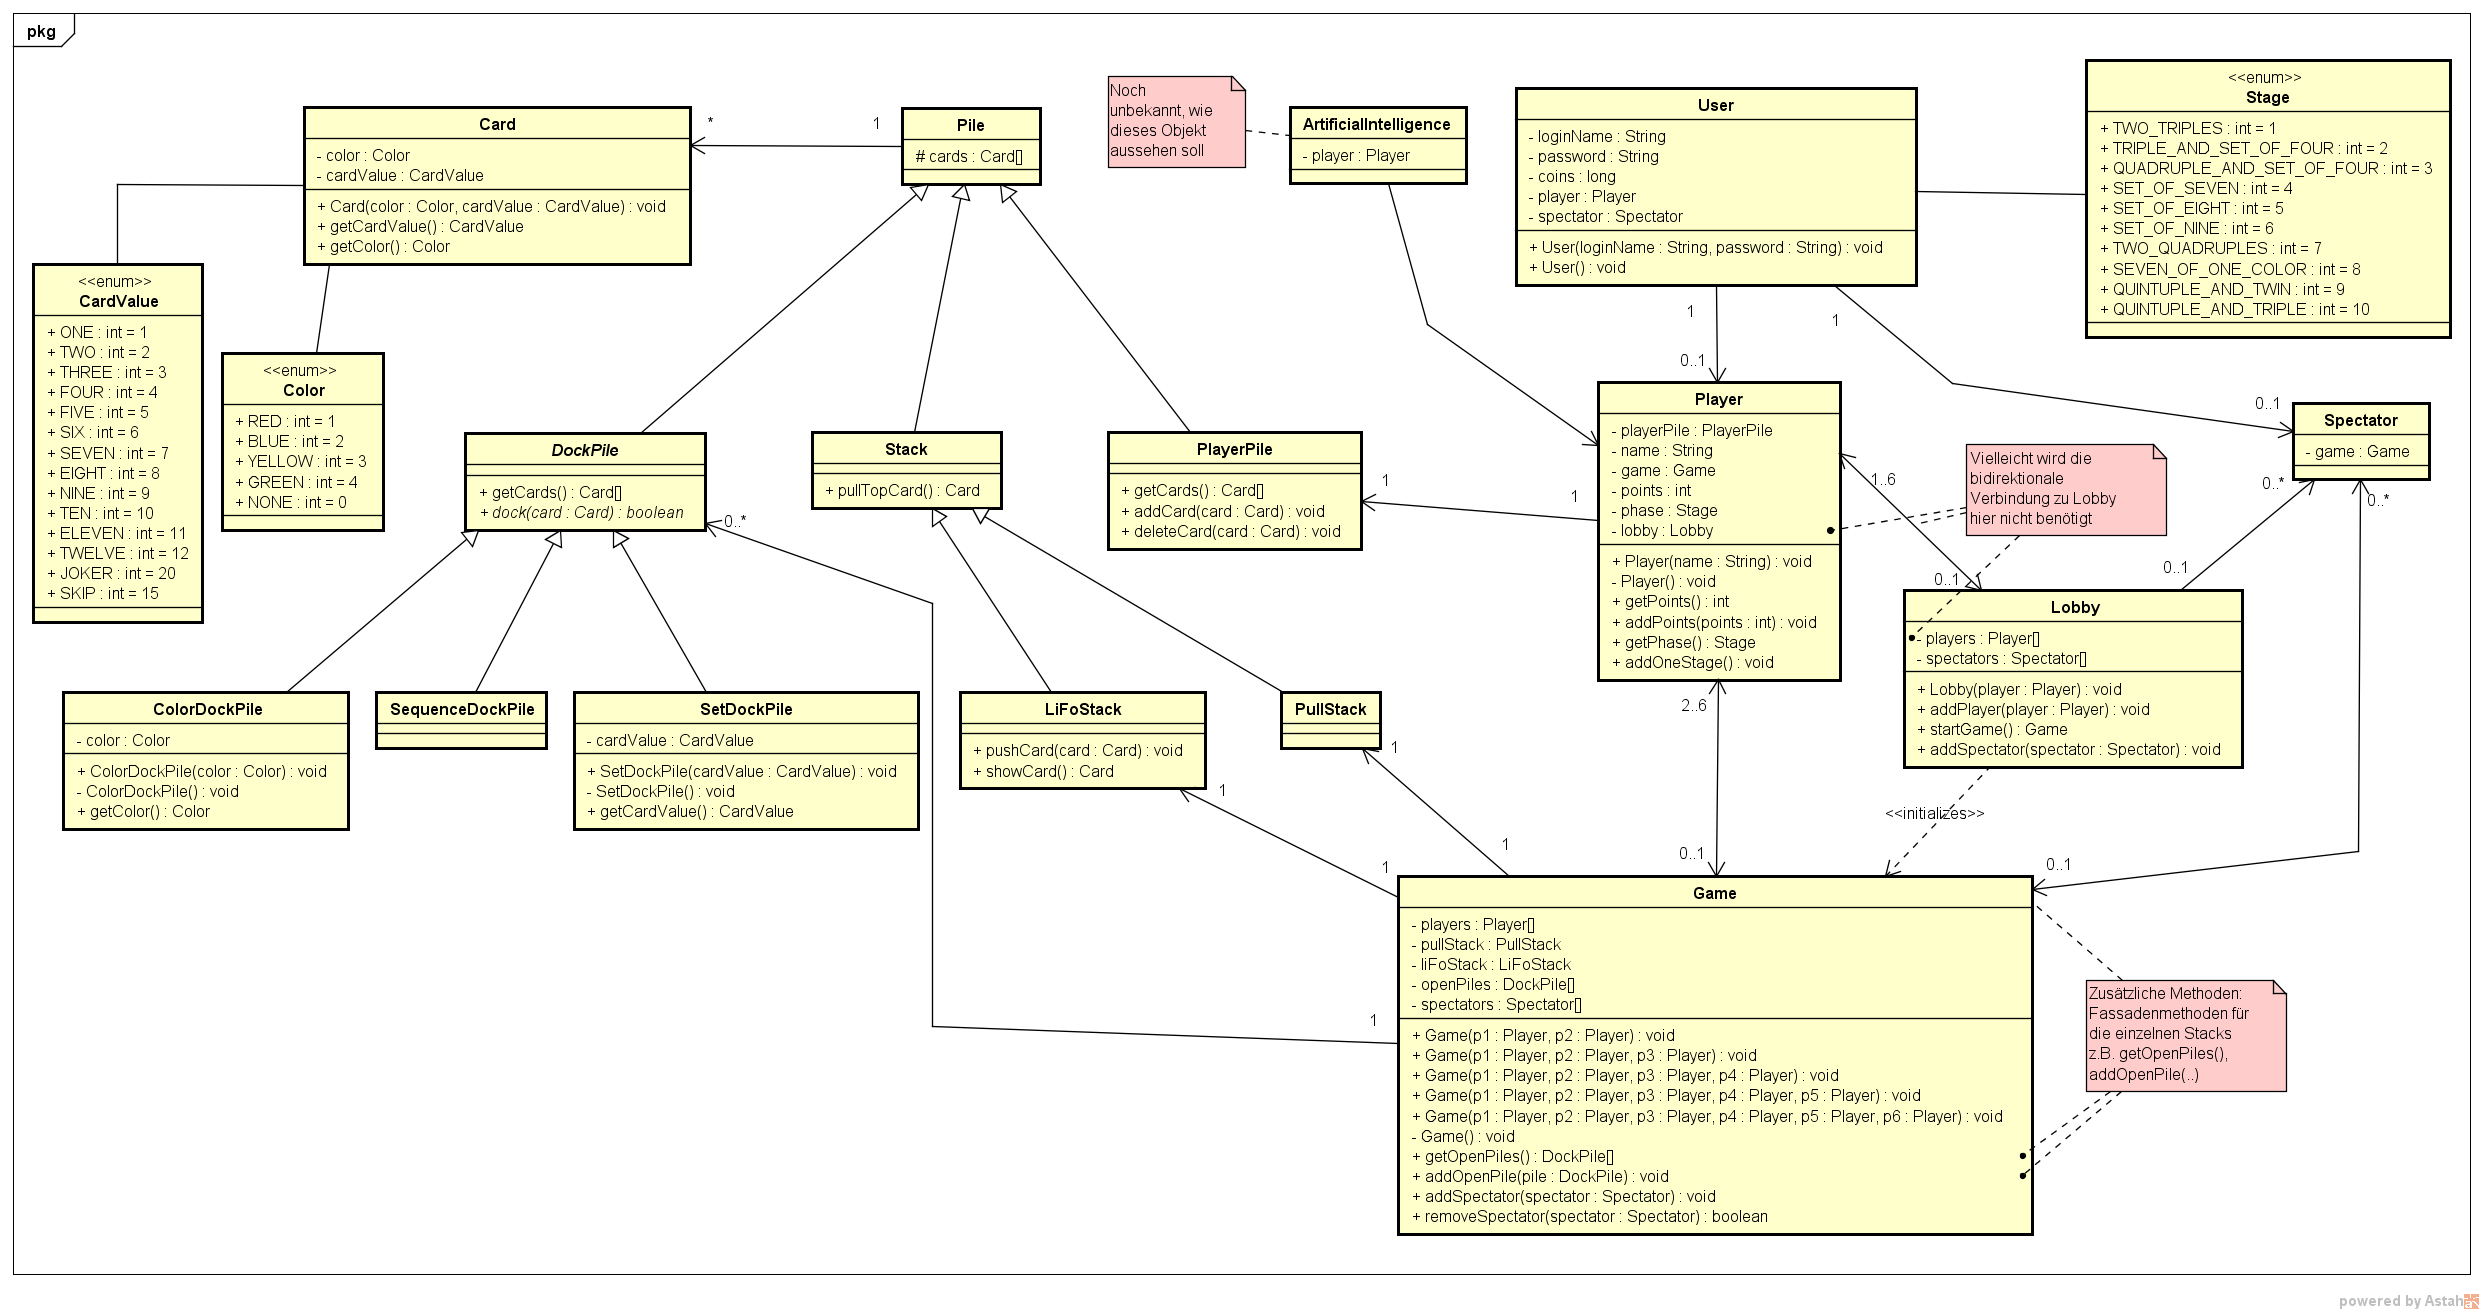 pkg
Card
- color : Color
- cardValue : CardValue
+ Card(color : Color, cardValue : CardValue) : void
+ getCardValue() : CardValue
+ getColor() : Color
*
1
Pile
# cards : Card[]
Noch
unbekannt, wie
dieses Objekt
aussehen soll
ArtificialIntelligence
- player : Player
User
- loginName : String
- password : String
- coins : long
- player : Player
- spectator : Spectator
+ User(loginName : String, password : String) : void
+ User() : void
<<enum>>
Stage
+ TWO_TRIPLES : int = 1
+ TRIPLE_AND_SET_OF_FOUR : int = 2
+ QUADRUPLE_AND_SET_OF_FOUR : int = 3
+ SET_OF_SEVEN : int = 4
+ SET_OF_EIGHT : int = 5
+ SET_OF_NINE : int = 6
+ TWO_QUADRUPLES : int = 7
+ SEVEN_OF_ONE_COLOR : int = 8
+ QUINTUPLE_AND_TWIN : int = 9
+ QUINTUPLE_AND_TRIPLE : int = 10
<<enum>>
CardValue
+ ONE : int = 1
+ TWO : int = 2
+ THREE : int = 3
+ FOUR : int = 4
+ FIVE : int = 5
+ SIX : int = 6
+ SEVEN : int = 7
+ EIGHT : int = 8
+ NINE : int = 9
+ TEN : int = 10
+ ELEVEN : int = 11
+ TWELVE : int = 12
+ JOKER : int = 20
+ SKIP : int = 15
<<enum>>
Color
+ RED : int = 1
+ BLUE : int = 2
+ YELLOW : int = 3
+ GREEN : int = 4
+ NONE : int = 0
1
0..1
1
0..1
DockPile
+ getCards() : Card[]
+ dock(card : Card) : boolean
0..*
Stack
+ pullTopCard() : Card
PlayerPile
+ getCards() : Card[]
+ addCard(card : Card) : void
+ deleteCard(card : Card) : void
1
1
Player
- playerPile : PlayerPile
- name : String
- game : Game
- points : int
- phase : Stage
- lobby : Lobby
+ Player(name : String) : void
- Player() : void
+ getPoints() : int
+ addPoints(points : int) : void
+ getPhase() : Stage
+ addOneStage() : void
1..6
0..1
Vielleicht wird die
bidirektionale
Verbindung zu Lobby
hier nicht benötigt
Spectator
- game : Game
0..*
0..*
0..1
Lobby
- players : Player[]
- spectators : Spectator[]
+ Lobby(player : Player) : void
+ addPlayer(player : Player) : void
+ startGame() : Game
+ addSpectator(spectator : Spectator) : void
<<initializes>>
ColorDockPile
- color : Color
+ ColorDockPile(color : Color) : void
- ColorDockPile() : void
+ getColor() : Color
SequenceDockPile
SetDockPile
- cardValue : CardValue
+ SetDockPile(cardValue : CardValue) : void
- SetDockPile() : void
+ getCardValue() : CardValue
LiFoStack
+ pushCard(card : Card) : void
+ showCard() : Card
PullStack
1
1
1
1
2..6
0..1
0..1
1
Game
- players : Player[]
- pullStack : PullStack
- liFoStack : LiFoStack
- openPiles : DockPile[]
- spectators : Spectator[]
+ Game(p1 : Player, p2 : Player) : void
+ Game(p1 : Player, p2 : Player, p3 : Player) : void
+ Game(p1 : Player, p2 : Player, p3 : Player, p4 : Player) : void
+ Game(p1 : Player, p2 : Player, p3 : Player, p4 : Player, p5 : Player) : void
+ Game(p1 : Player, p2 : Player, p3 : Player, p4 : Player, p5 : Player, p6 : Player) : void
- Game() : void
+ getOpenPiles() : DockPile[]
+ addOpenPile(pile : DockPile) : void
+ addSpectator(spectator : Spectator) : void
+ removeSpectator(spectator : Spectator) : boolean
Zusätzliche Methoden:
Fassadenmethoden für
die einzelnen Stacks
z.B. getOpenPiles(),
addOpenPile(..)
powered by Astah